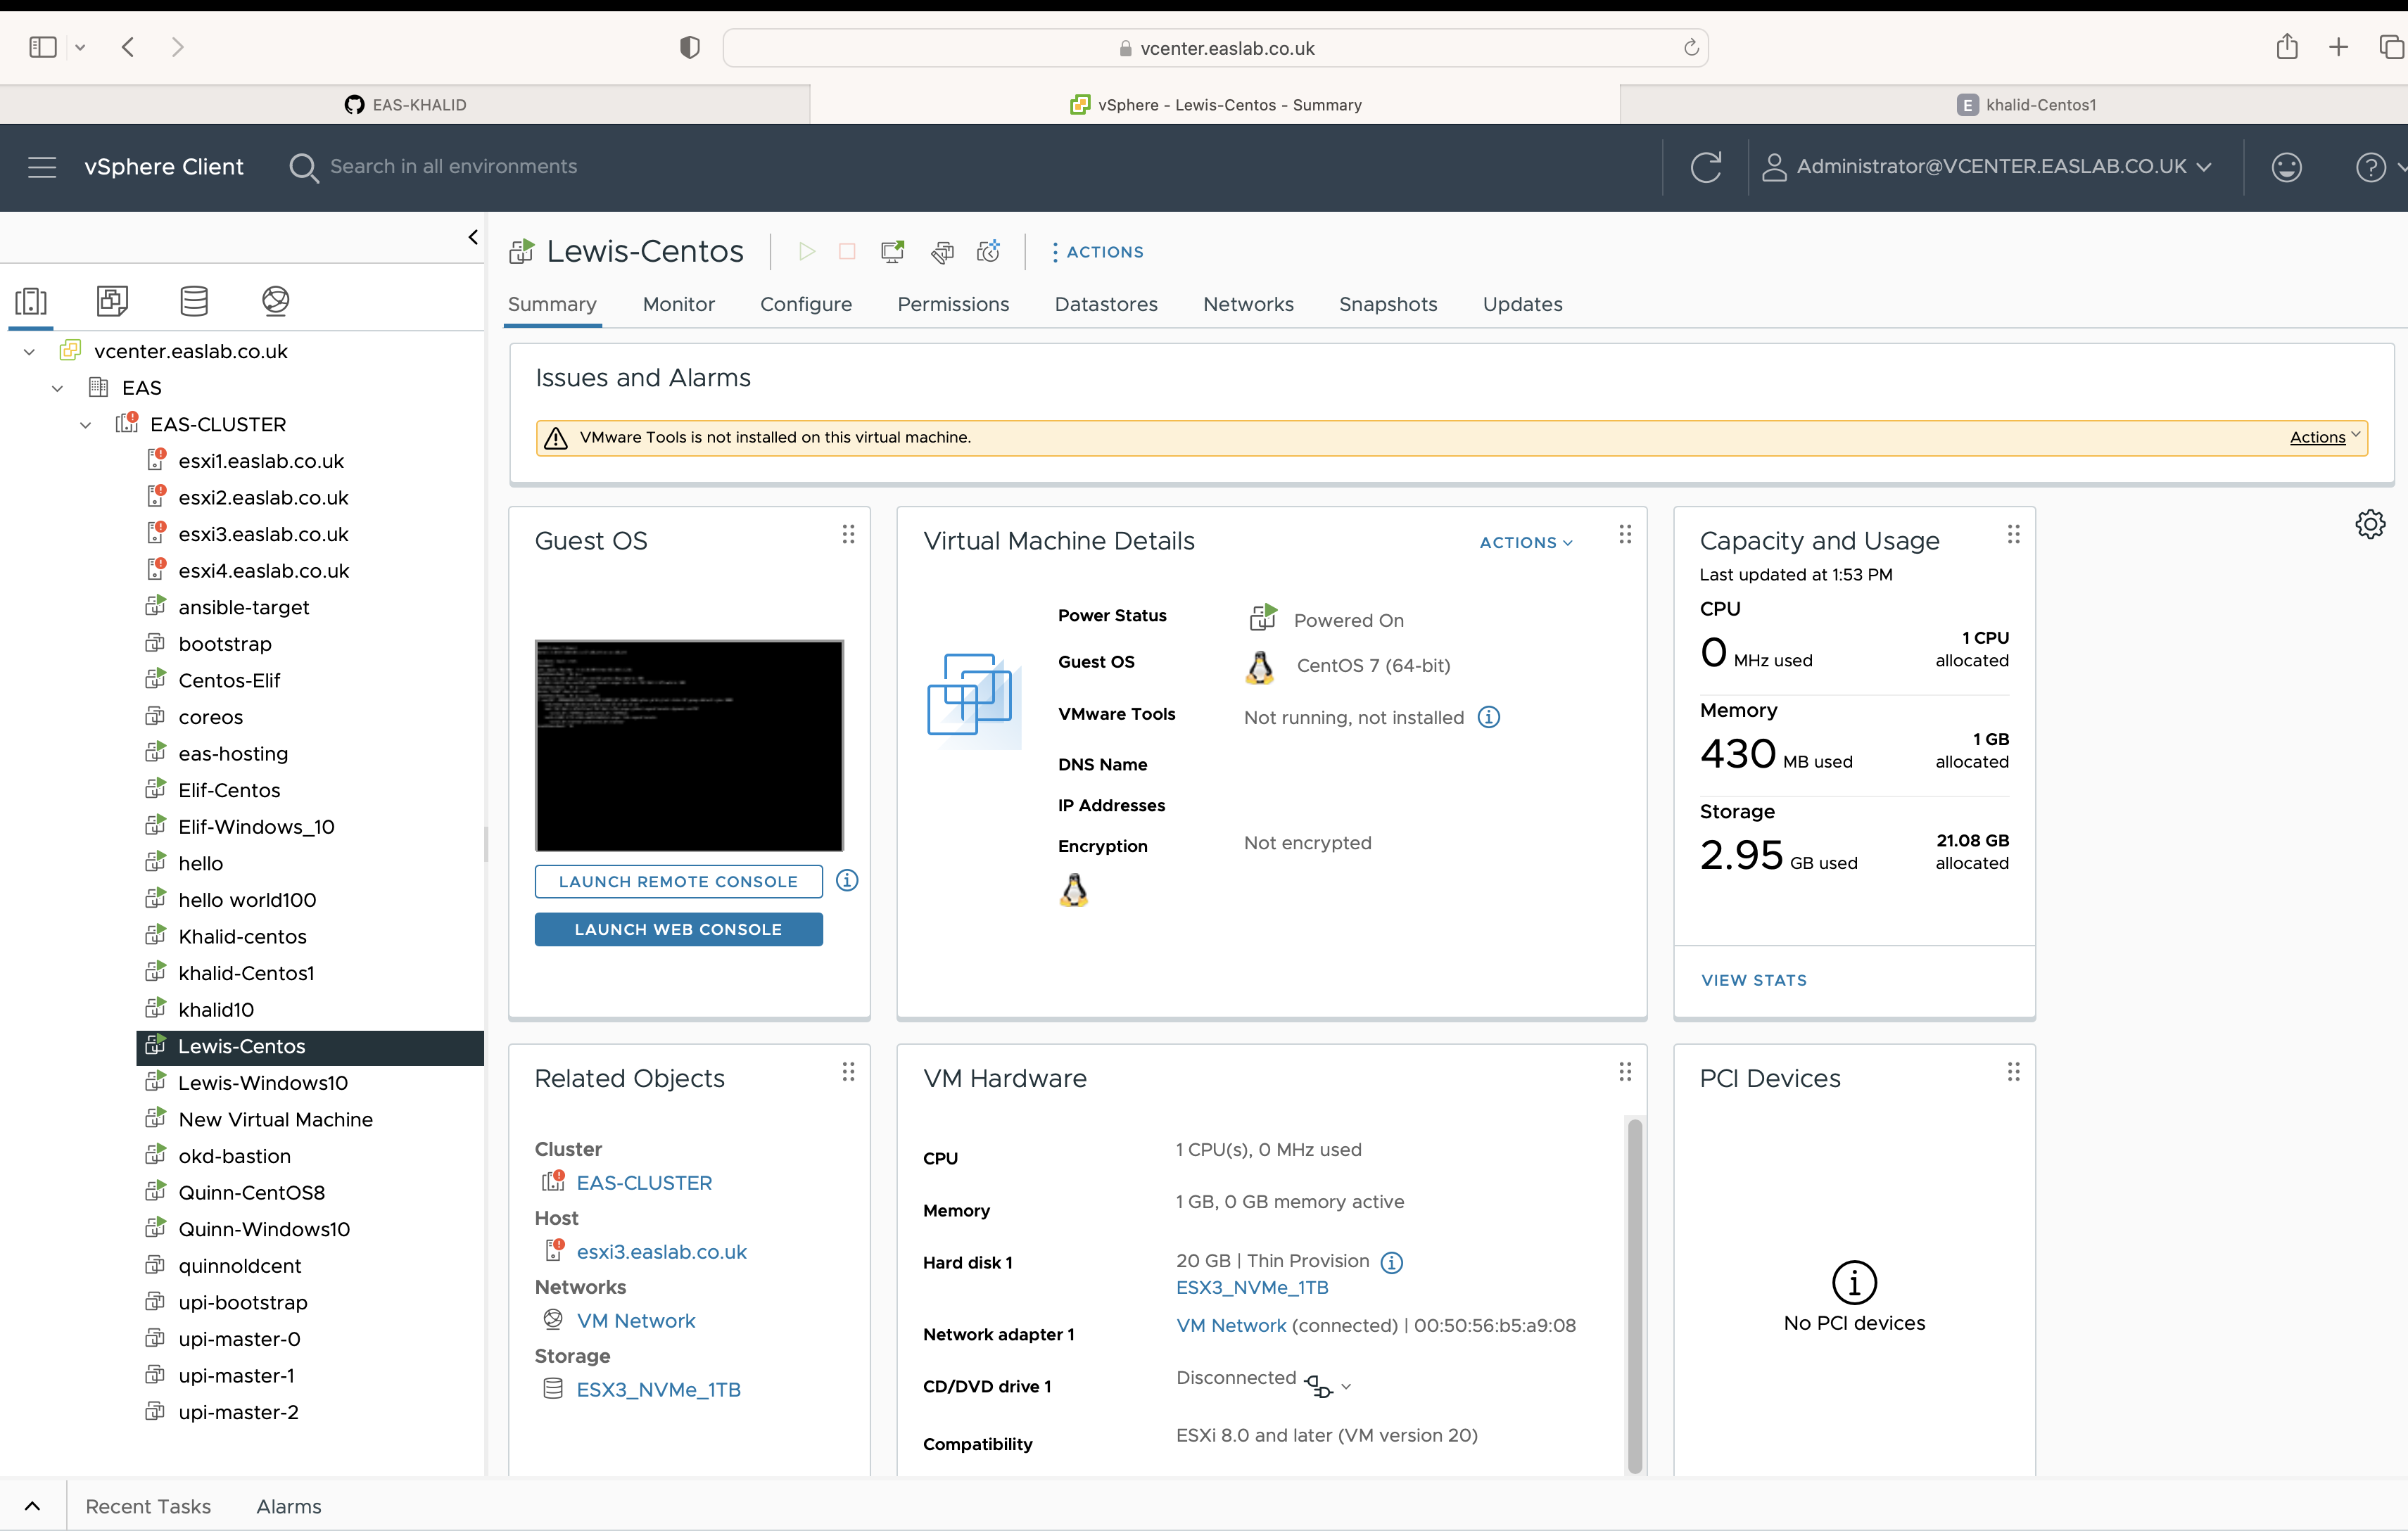 vcenter.easlab.co.uk
EAS-KHALID
vSphere - Lewis-Centos - Summary
E khalid-Centos1
vSphere Client
Search in all environments
Administrator@VCENTER.EASLAB.CO.UK
Lewis-Centos
ACTIONS
Summary Monitor Configure Permissions Datastores Networks Snapshots Updates
vcenter.easlab.co.uk
EAS
EAS-CLUSTER
esxi1.easlab.co.uk
esxi2.easlab.co.uk
esxi3.easlab.co.uk
esxi4.easlab.co.uk
ansible-target
bootstrap
Centos-Elif
coreos
eas-hosting
Elif-Centos
Elif-Windows_10
hello
hello world100
Khalid-centos
khalid-Centos1
khalid10
Lewis-Centos
Lewis-Windows10
New Virtual Machine
okd-bastion
Quinn-CentOS8
Quinn-Windows10
quinnoldcent
upi-bootstrap
upi-master-0
upi-master-1
upi-master-2
Issues and Alarms
VMware Tools is not installed on this virtual machine.
Actions
Guest OS
LAUNCH REMOTE CONSOLE
LAUNCH WEB CONSOLE
Virtual Machine Details
ACTIONS
Power Status Powered On
Guest OS CentOS 7 (64-bit)
VMware Tools Not running, not installed
DNS Name
IP Addresses
Encryption Not encrypted
Capacity and Usage
Last updated at 1:53 PM
CPU
0 MHz used
1 CPU
allocated
Memory
430 MB used
1 GB
allocated
Storage
2.95 GB used
21.08 GB
allocated
VIEW STATS
Related Objects
Cluster
EAS-CLUSTER
Host
esxi3.easlab.co.uk
Networks
VM Network
Storage
ESX3_NVMe_1TB
VM Hardware
CPU 1 CPU(s), 0 MHz used
Memory 1 GB, 0 GB memory active
Hard disk 1 20 GB | Thin Provision
ESX3_NVMe_1TB
Network adapter 1 VM Network (connected) | 00:50:56:b5:a9:08
CD/DVD drive 1 Disconnected
Compatibility ESXi 8.0 and later (VM version 20)
PCI Devices
No PCI devices
Recent Tasks Alarms